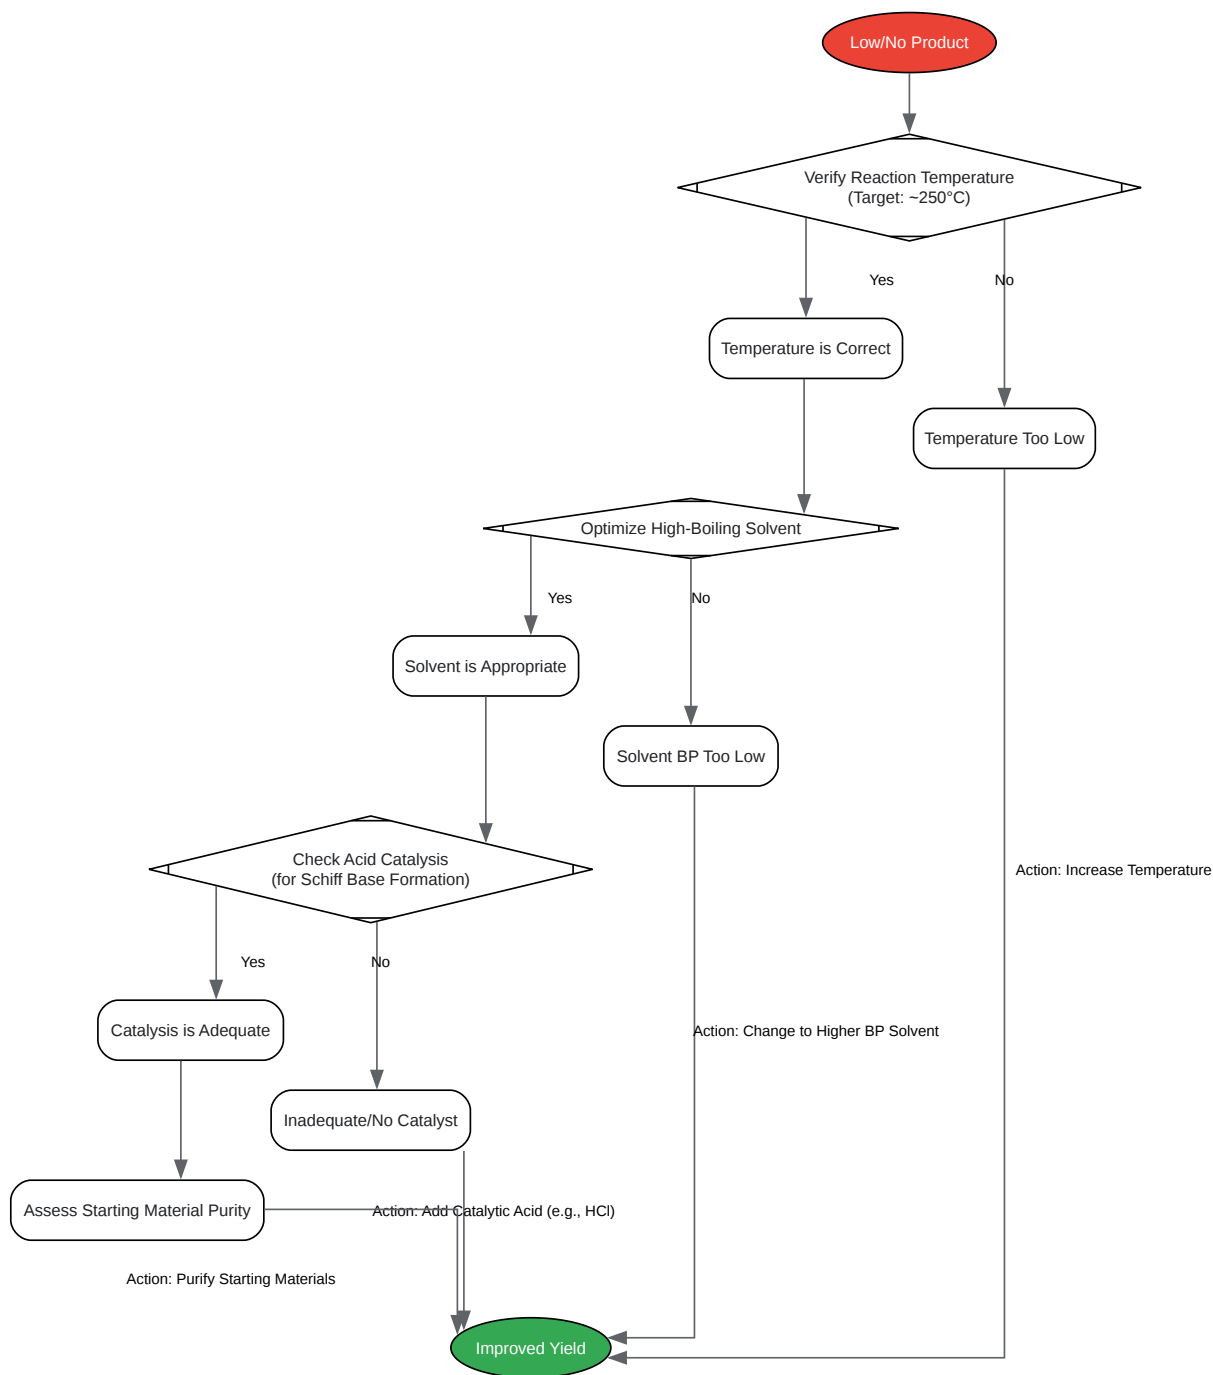 Low/No Product
Verify Reaction Temperature
(Target: ~250°C)
Yes
No
Temperature is Correct
Temperature Too Low
Optimize High-Boiling Solvent
Yes
No
Solvent is Appropriate
Solvent BP Too Low
Check Acid Catalysis
(for Schiff Base Formation)
Action: Increase Temperature
Yes
No
Catalysis is Adequate
Action: Change to Higher BP Solvent
Inadequate/No Catalyst
Assess Starting Material Purity
Action: Add Catalytic Acid (e.g., HCl)
Action: Purify Starting Materials
Improved Yield